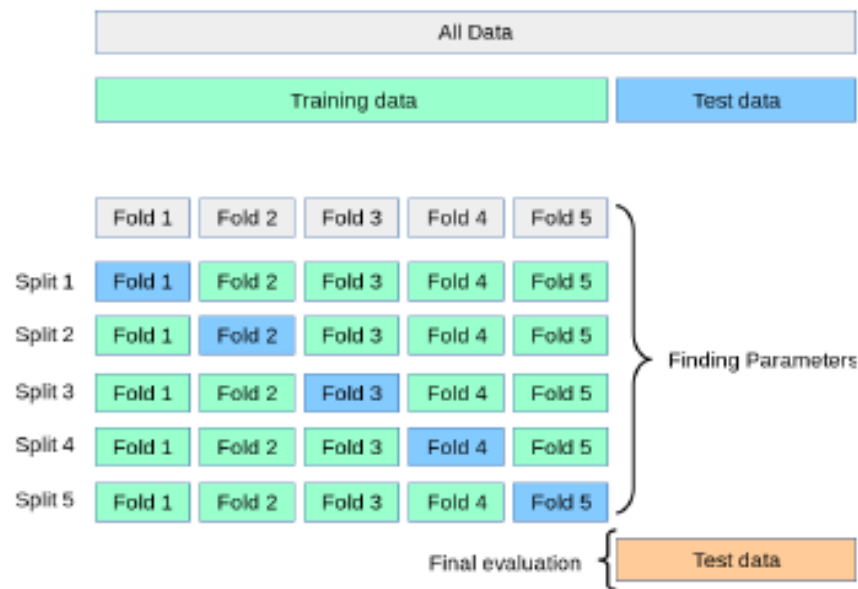 All Data
Training data Test data
Fold 1 Fold 2 Fold 3 Fold 4 Fold 5
Split 1 Fold 1 Fold 2 Fold 3 Fold 4 Fold 5
Split 2 Fold 1 Fold 2 Fold 3 Fold 4 Fold 5
Finding Parameters
Split 3 Fold 1 Fold 2 Fold 3 Fold 4 Fold 5
Split 4 Fold 1 Fold 2 Fold 3 Fold 4 Fold 5
Split 5 Fold 1 Fold 2 Fold 3 Fold 4 Fold 5
Final evaluation Test data